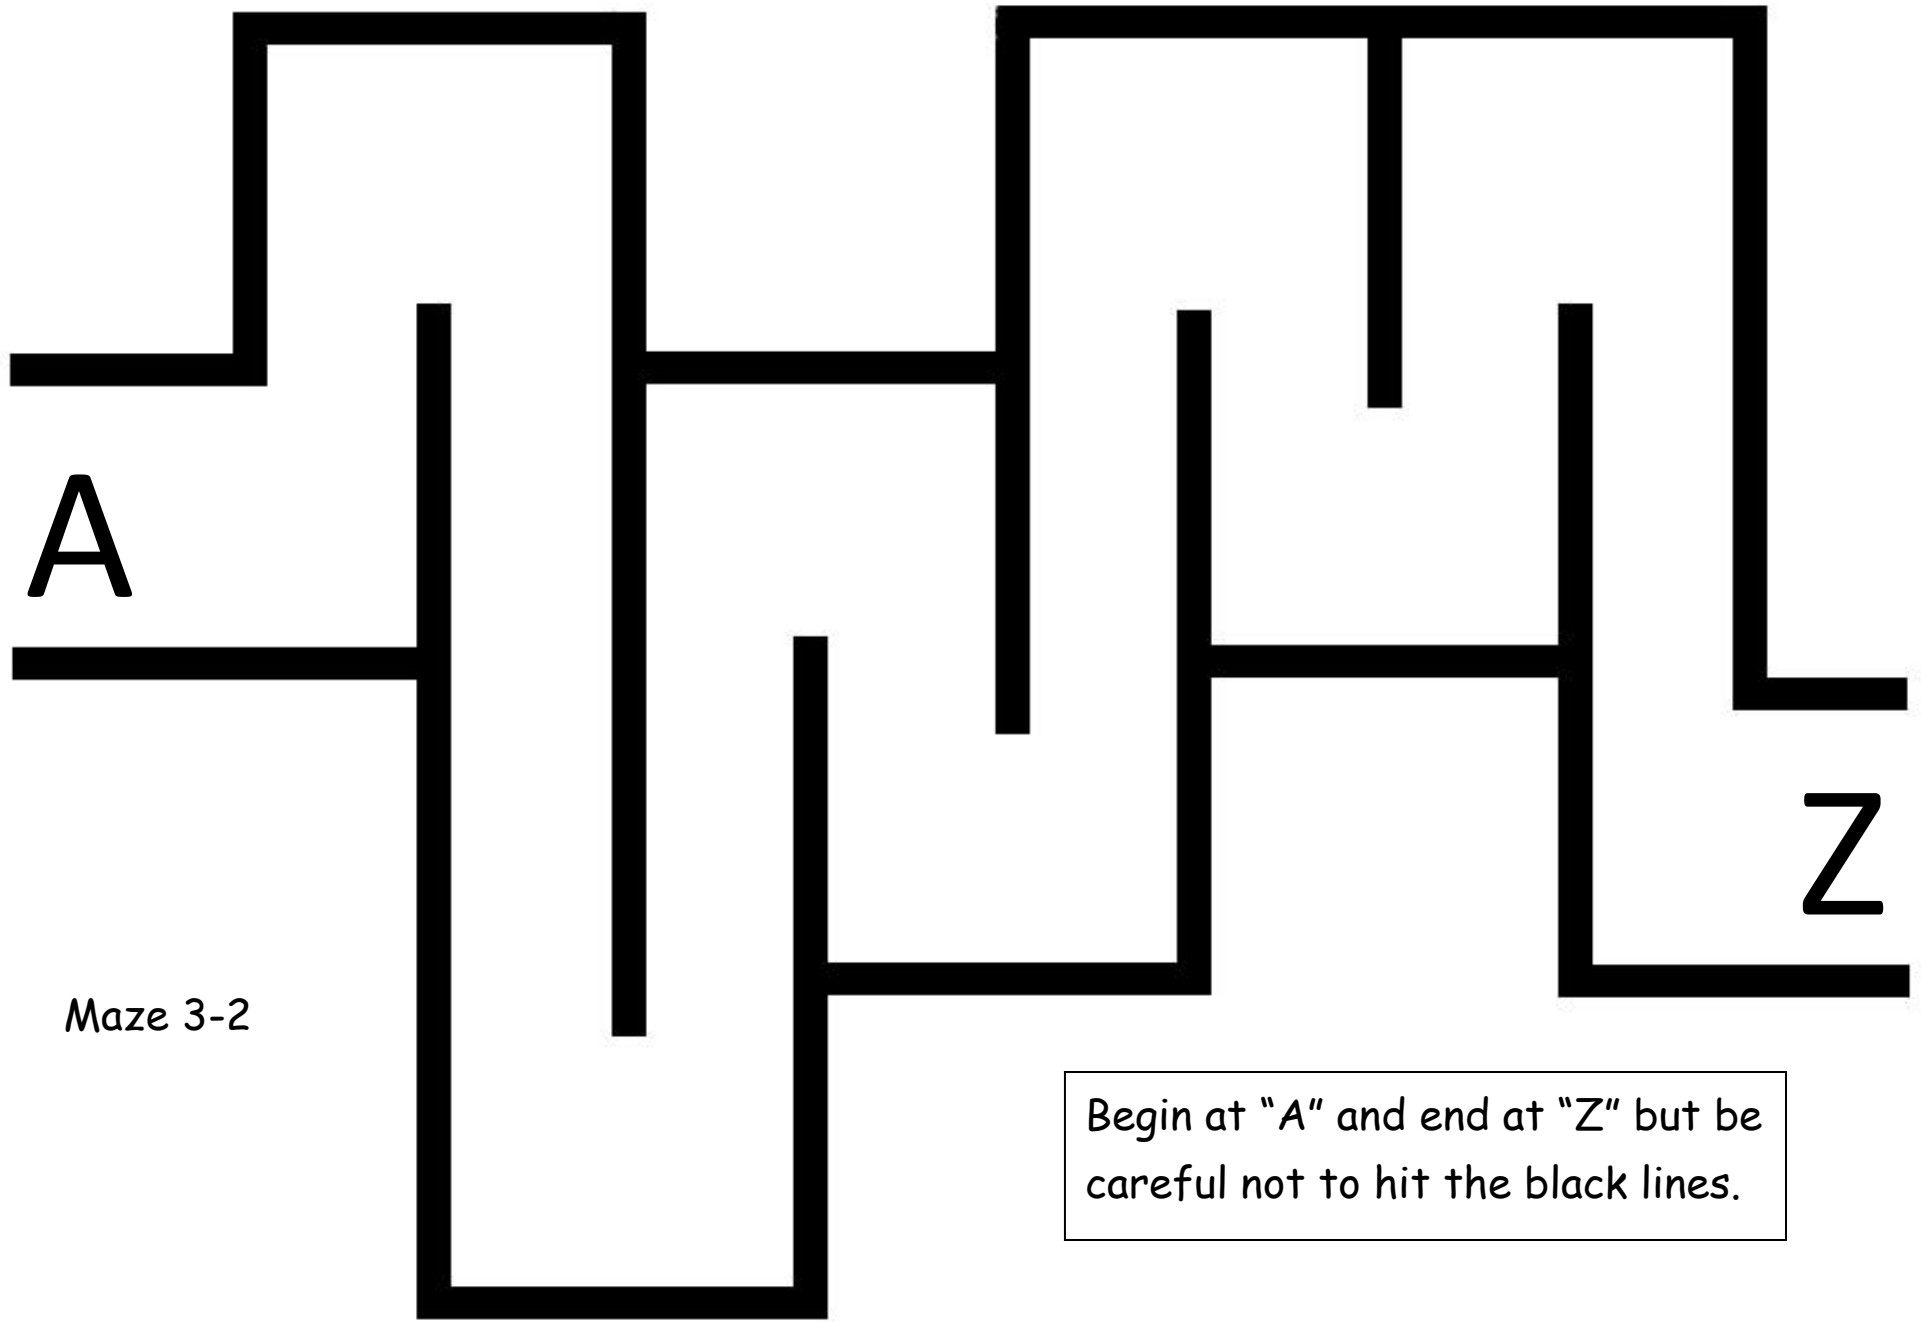 A
Z
Maze 3-2
Begin at “A” and end at “Z” but be
careful not to hit the black lines.